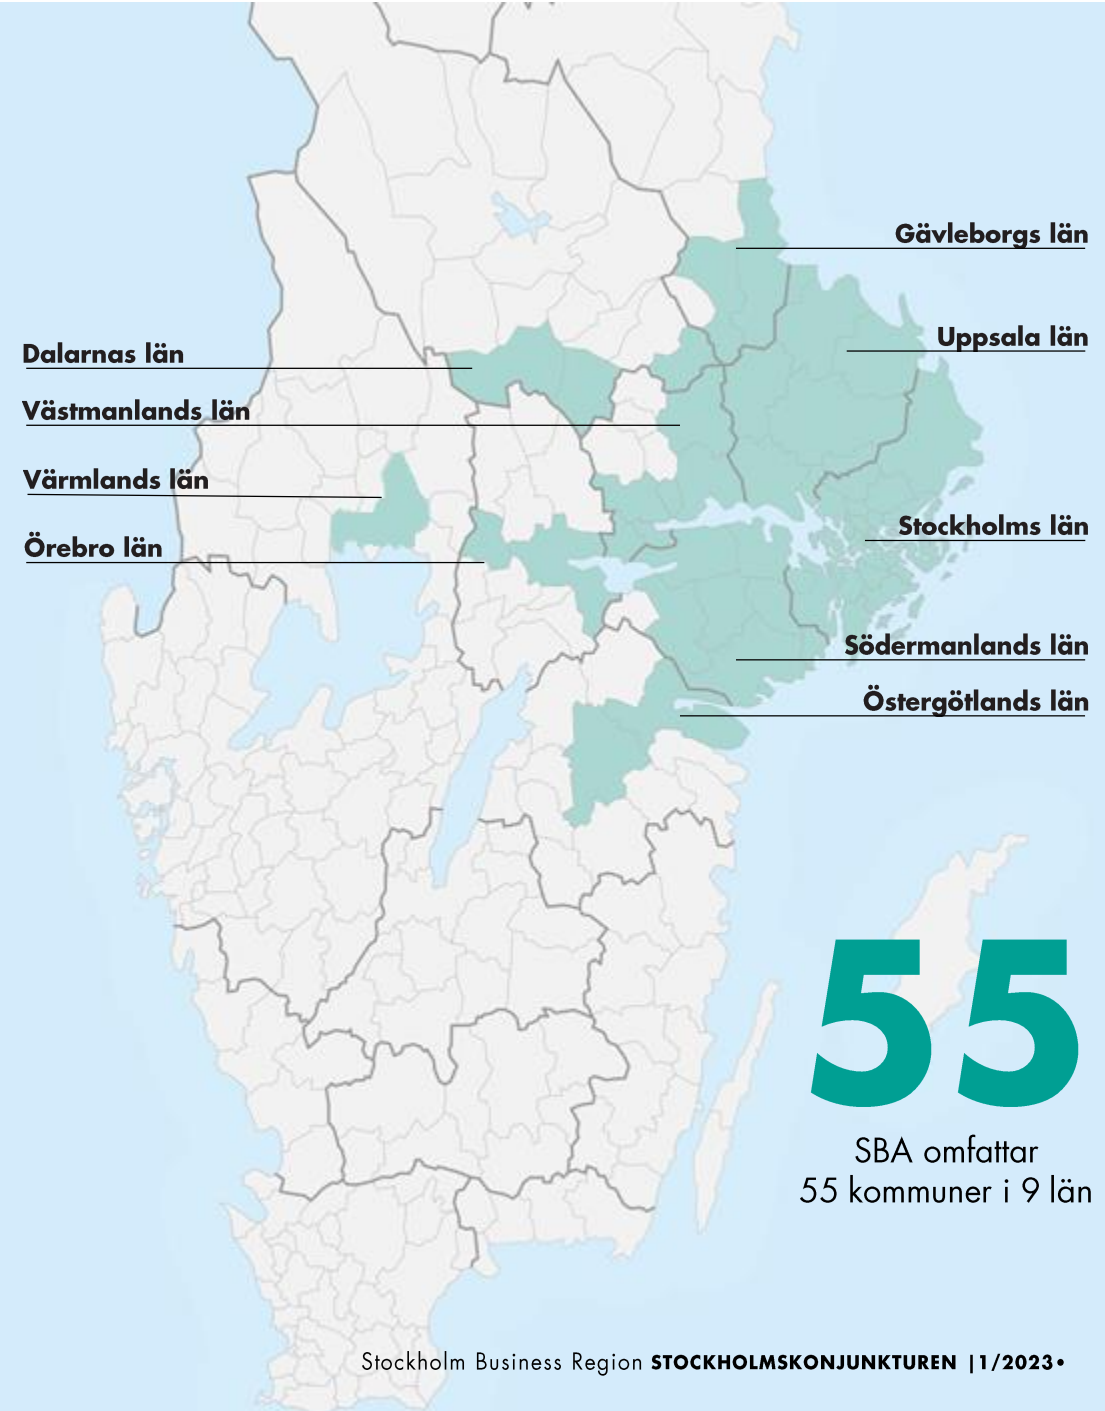 Gävleborgs län
Uppsala län
Dalarnas län
Västmanlands län
Värmlands län
Örebro län
Stockholms län
Södermanlands län
Östergötlands län
55
SBA omfattar
55 kommuner i 9 län
Stockholm Business Region STOCKHOLMSKONJUNKTUREN |1/2023•